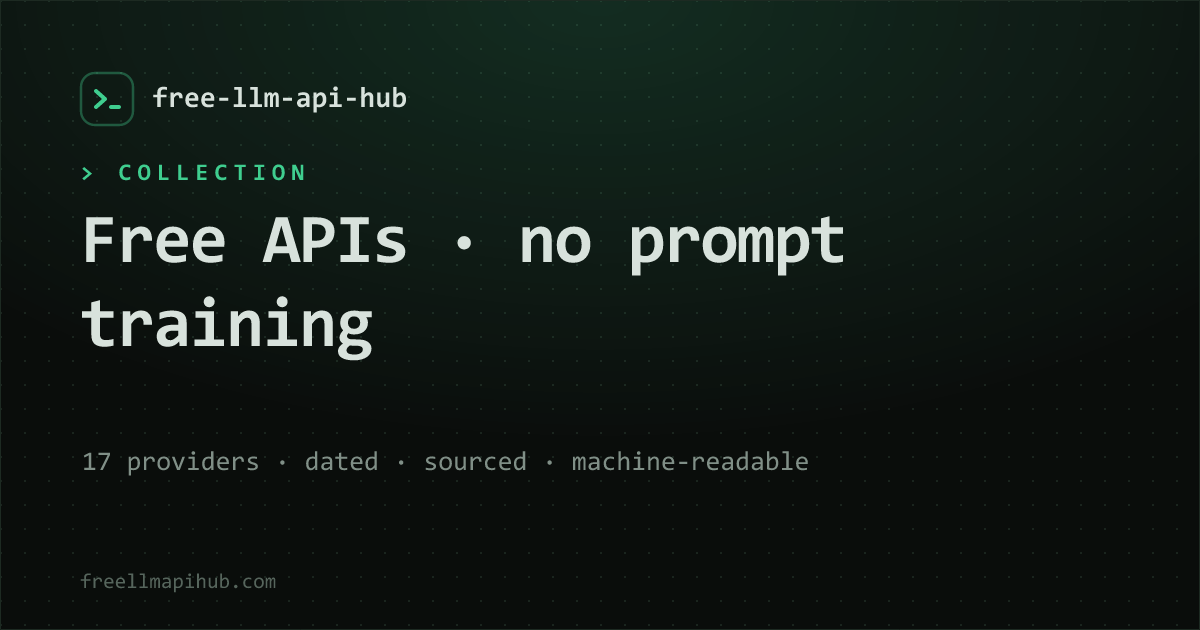 free-llm-api-hub
> COLLECTION
Free APIs · no prompt
training
17 providers · dated · sourced · machine-readable
freellmapihub.com